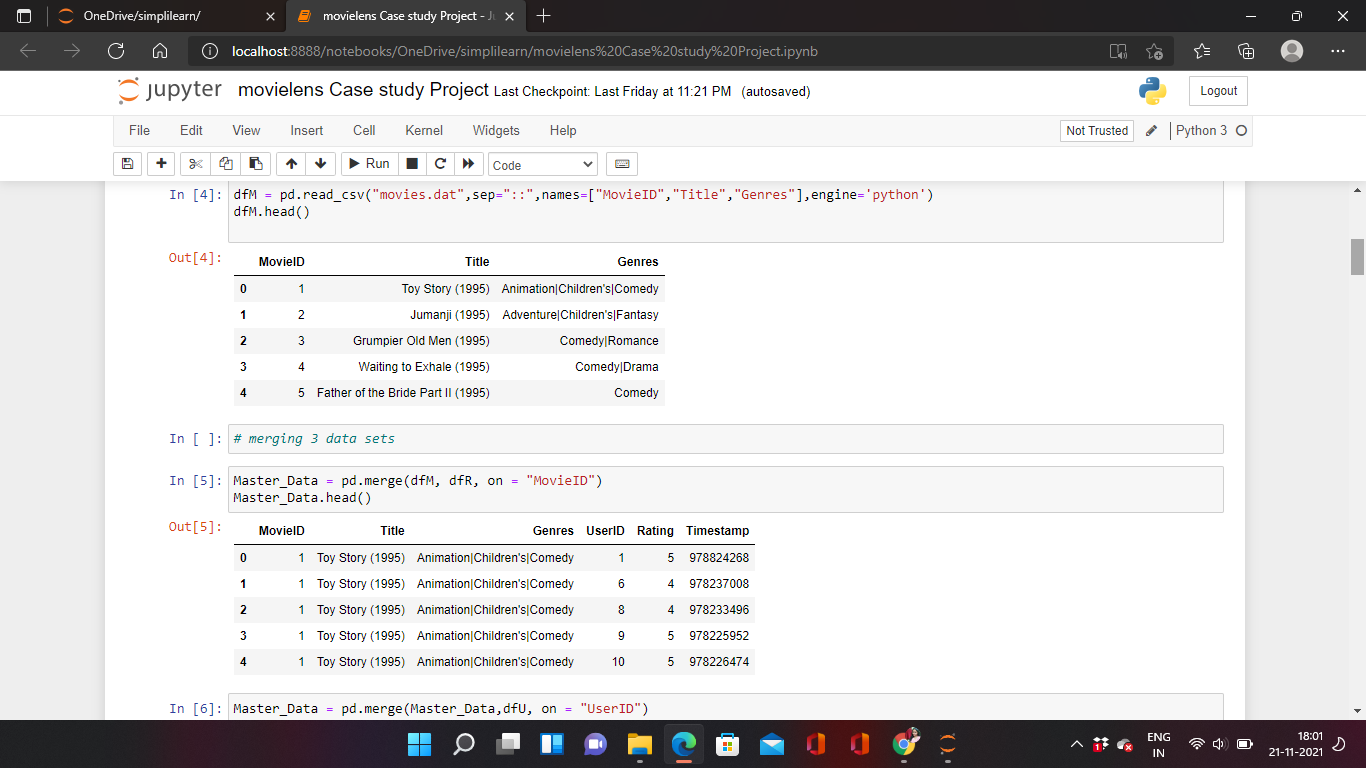 OneDrive/simplilearn/
movielens Case study Project - Ju
localhost:8888/notebooks/OneDrive/simplilearn/movielens%20Case%20study%20Project.ipynb
jupyter movielens Case study Project Last Checkpoint: Last Friday at 11:21 PM (autosaved)
Logout
File Edit View Insert Cell Kernel Widgets Help
Not Trusted Python 3
Run Code
In [4]: dfM = pd.read_csv("movies.dat",sep="::",names=["MovieID","Title","Genres"],engine='python')
dfM.head()
Out[4]:
MovieID Title Genres
0 1 Toy Story (1995) Animation|Children's|Comedy
1 2 Jumanji (1995) Adventure|Children's|Fantasy
2 3 Grumpier Old Men (1995) Comedy|Romance
3 4 Waiting to Exhale (1995) Comedy|Drama
4 5 Father of the Bride Part II (1995) Comedy
In [ ]: # merging 3 data sets
In [5]: Master_Data = pd.merge(dfM, dfR, on = "MovieID")
Master_Data.head()
Out[5]:
MovieID Title Genres UserID Rating Timestamp
0 1 Toy Story (1995) Animation|Children's|Comedy 1 5 978824268
1 1 Toy Story (1995) Animation|Children's|Comedy 6 4 978237008
2 1 Toy Story (1995) Animation|Children's|Comedy 8 4 978233496
3 1 Toy Story (1995) Animation|Children's|Comedy 9 5 978225952
4 1 Toy Story (1995) Animation|Children's|Comedy 10 5 978226474
In [6]: Master_Data = pd.merge(Master_Data,dfU, on = "UserID")
1
ENG
IN
18:01
21-11-2021